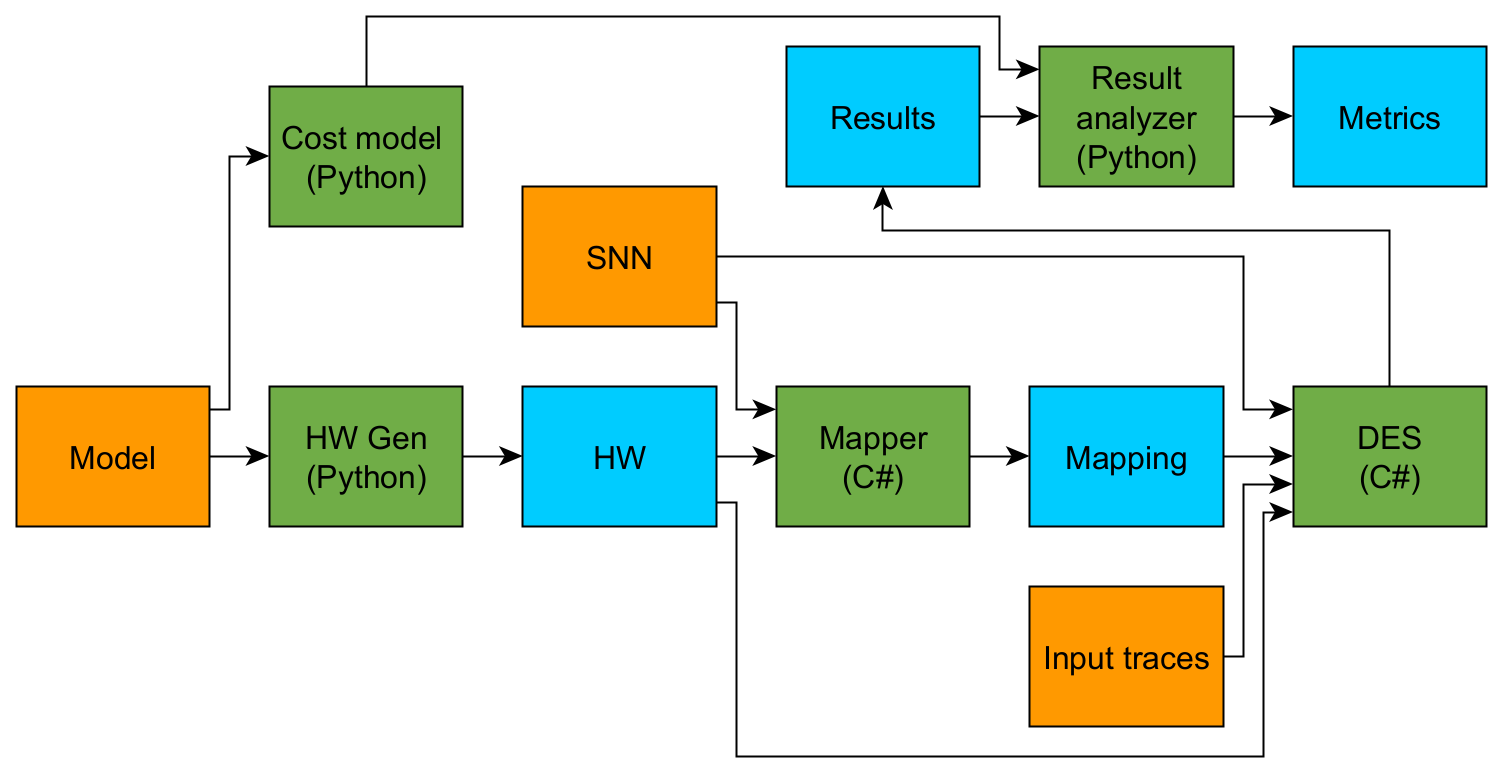 Results
Result
analyzer
(Python)
Metrics
Cost model
(Python)
SNN
Model
HW Gen
(Python)
HW
Mapper
(C#)
Mapping
DES
(C#)
Input traces